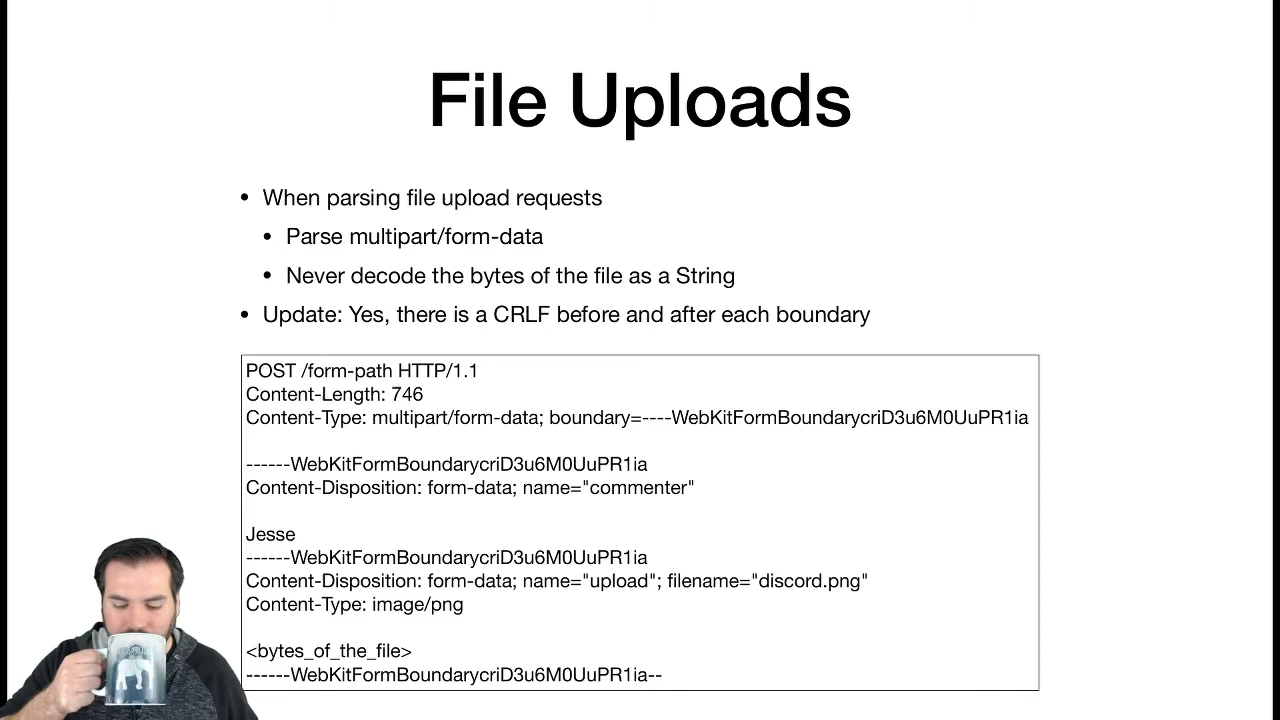 File Uploads
• When parsing file upload requests
• Parse multipart/form-data
• Never decode the bytes of the file as a String
• Update: Yes, there is a CRLF before and after each boundary
POST /form-path HTTP/1.1
Content-Length: 746
Content-Type: multipart/form-data; boundary=----WebKitFormBoundarycriD3u6M0UuPR1ia
------WebKitFormBoundarycriD3u6M0UuPR1ia
Content-Disposition: form-data; name="commenter"
Jesse
------WebKitFormBoundarycriD3u6M0UuPR1ia
Content-Disposition: form-data; name="upload"; filename="discord.png"
Content-Type: image/png
<bytes_of_the_file>
------WebKitFormBoundarycriD3u6M0UuPR1ia--